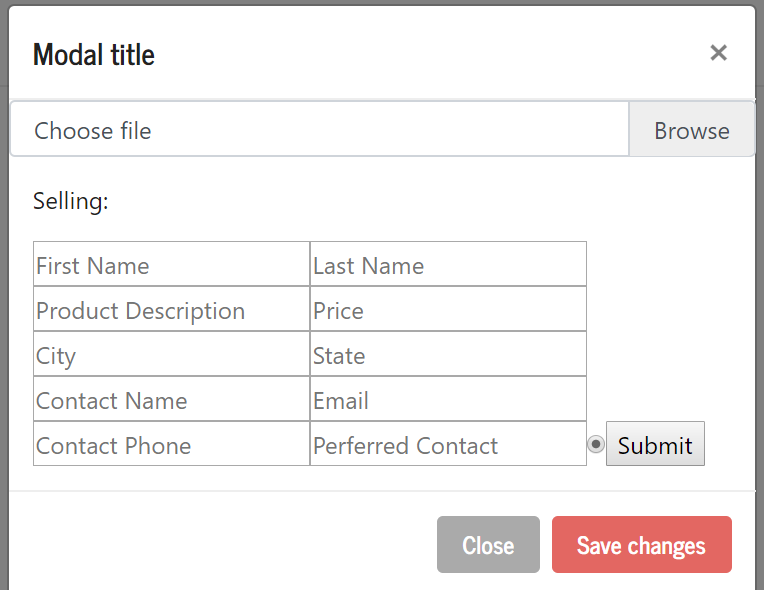 Modal title ×
Choose file Browse
Selling:
First Name Last Name
Product Description Price
City State
Contact Name Email
Contact Phone Perferred Contact Submit
Close Save changes